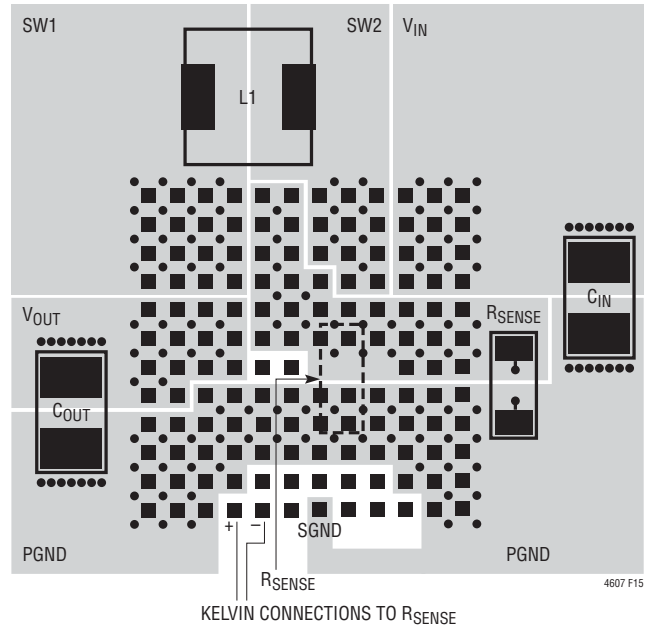 SW1
SW2
VIN
L1
CIN
VOUT
RSENSE
COUT
+ −
SGND
PGND
PGND
RSENSE
4607 F15
KELVIN CONNECTIONS TO RSENSE